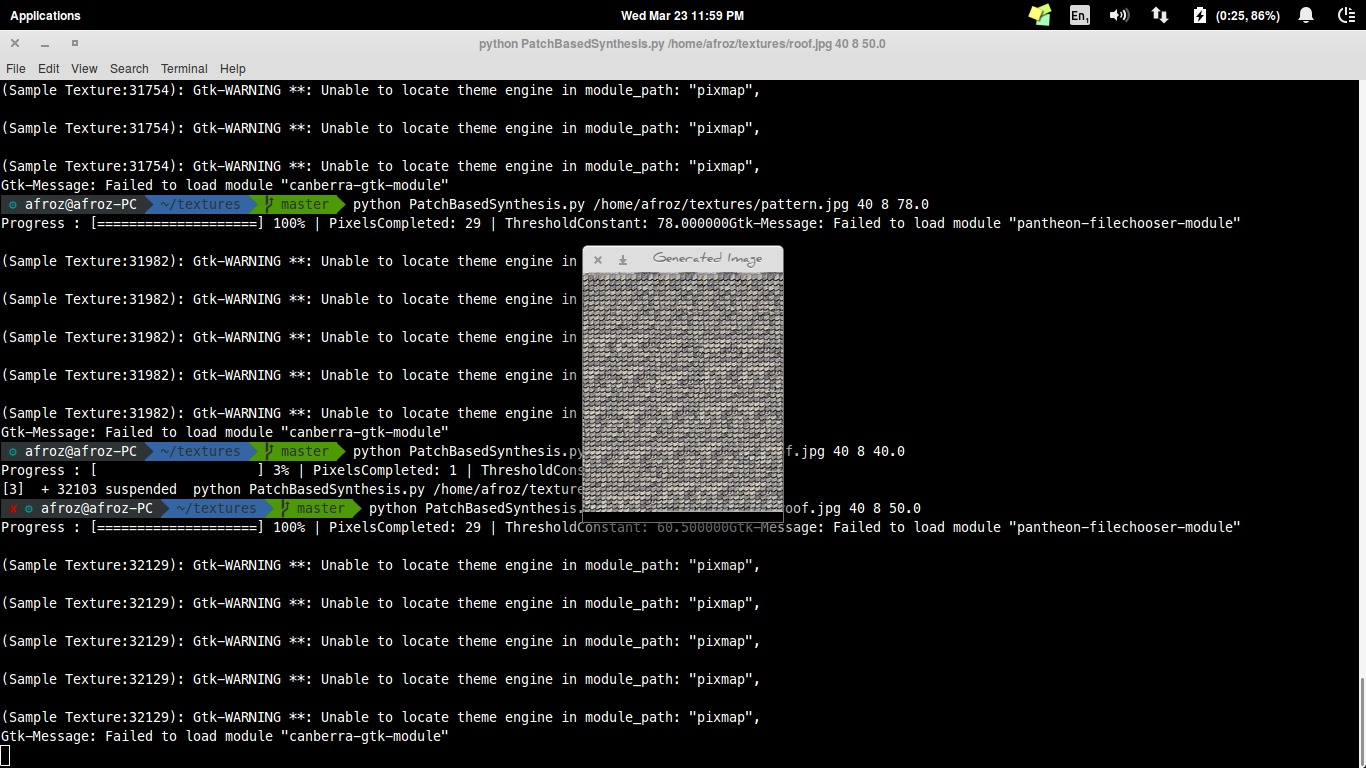 Applications Wed Mar 23 11:59 PM En1 (0:25, 86%)
python PatchBasedSynthesis.py /home/afroz/textures/roof.jpg 40 8 50.0
File Edit View Search Terminal Help
(Sample Texture:31754): Gtk-WARNING **: Unable to locate theme engine in module_path: "pixmap",
(Sample Texture:31754): Gtk-WARNING **: Unable to locate theme engine in module_path: "pixmap",
(Sample Texture:31754): Gtk-WARNING **: Unable to locate theme engine in module_path: "pixmap",
Gtk-Message: Failed to load module "canberra-gtk-module"
afroz@afroz-PC ~/textures master python PatchBasedSynthesis.py /home/afroz/textures/pattern.jpg 40 8 78.0
Progress : [====================] 100% | PixelsCompleted: 29 | ThresholdConstant: 78.000000Gtk-Message: Failed to load module "pantheon-filechooser-module"
Generated Image
(Sample Texture:31982): Gtk-WARNING **: Unable to locate theme engine in
(Sample Texture:31982): Gtk-WARNING **: Unable to locate theme engine in
(Sample Texture:31982): Gtk-WARNING **: Unable to locate theme engine in
(Sample Texture:31982): Gtk-WARNING **: Unable to locate theme engine in
(Sample Texture:31982): Gtk-WARNING **: Unable to locate theme engine in
Gtk-Message: Failed to load module "canberra-gtk-module"
afroz@afroz-PC ~/textures master python PatchBasedSynthesis.py f.jpg 40 8 40.0
Progress : [                    ] 3% | PixelsCompleted: 1 | ThresholdCons
[3] + 32103 suspended python PatchBasedSynthesis.py /home/afroz/texture
✘ afroz@afroz-PC ~/textures master python PatchBasedSynthesis. oof.jpg 40 8 50.0
Progress : [====================] 100% | PixelsCompleted: 29 | ThresholdConstant: 60.500000Gtk-Message: Failed to load module "pantheon-filechooser-module"
(Sample Texture:32129): Gtk-WARNING **: Unable to locate theme engine in module_path: "pixmap",
(Sample Texture:32129): Gtk-WARNING **: Unable to locate theme engine in module_path: "pixmap",
(Sample Texture:32129): Gtk-WARNING **: Unable to locate theme engine in module_path: "pixmap",
(Sample Texture:32129): Gtk-WARNING **: Unable to locate theme engine in module_path: "pixmap",
(Sample Texture:32129): Gtk-WARNING **: Unable to locate theme engine in module_path: "pixmap",
Gtk-Message: Failed to load module "canberra-gtk-module"